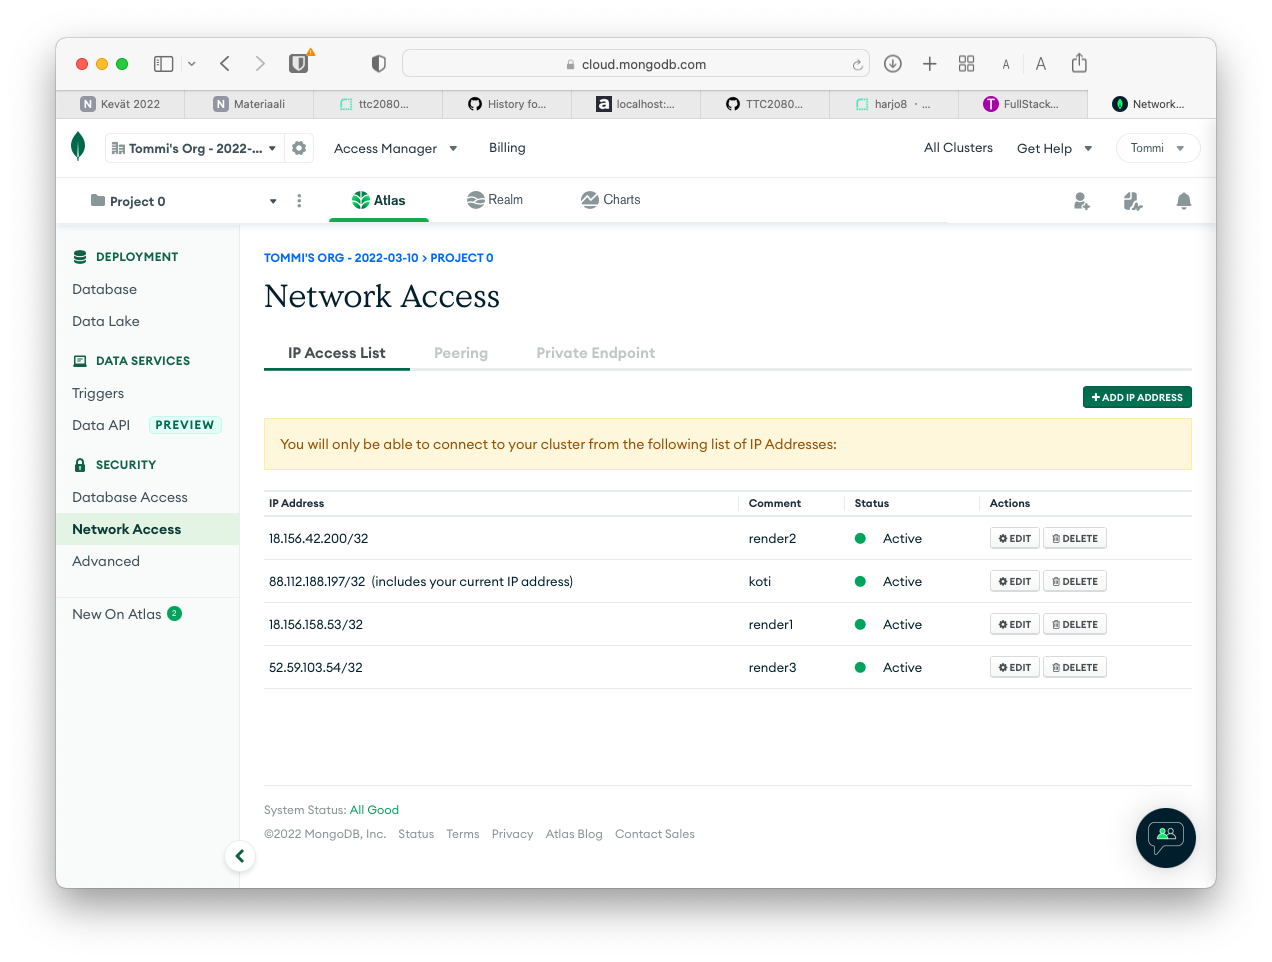 cloud.mongodb.com
A A
N Kevät 2022
N Materiaali
ttc2080...
History fo...
a localhost:...
TTC2080...
harjo8 · ...
T FullStack...
Network...
Tommi's Org - 2022-...
Access Manager
Billing
All Clusters
Get Help
Tommi
Project 0
Atlas
Realm
Charts
DEPLOYMENT
Database
Data Lake
DATA SERVICES
Triggers
Data API PREVIEW
SECURITY
Database Access
Network Access
Advanced
New On Atlas 2
TOMMI'S ORG - 2022-03-10 > PROJECT 0
Network Access
IP Access List Peering Private Endpoint
+ ADD IP ADDRESS
You will only be able to connect to your cluster from the following list of IP Addresses:
IP Address Comment Status Actions
18.156.42.200/32 render2 Active EDIT DELETE
88.112.188.197/32 (includes your current IP address) koti Active EDIT DELETE
18.156.158.53/32 render1 Active EDIT DELETE
52.59.103.54/32 render3 Active EDIT DELETE
System Status: All Good
©2022 MongoDB, Inc. Status Terms Privacy Atlas Blog Contact Sales